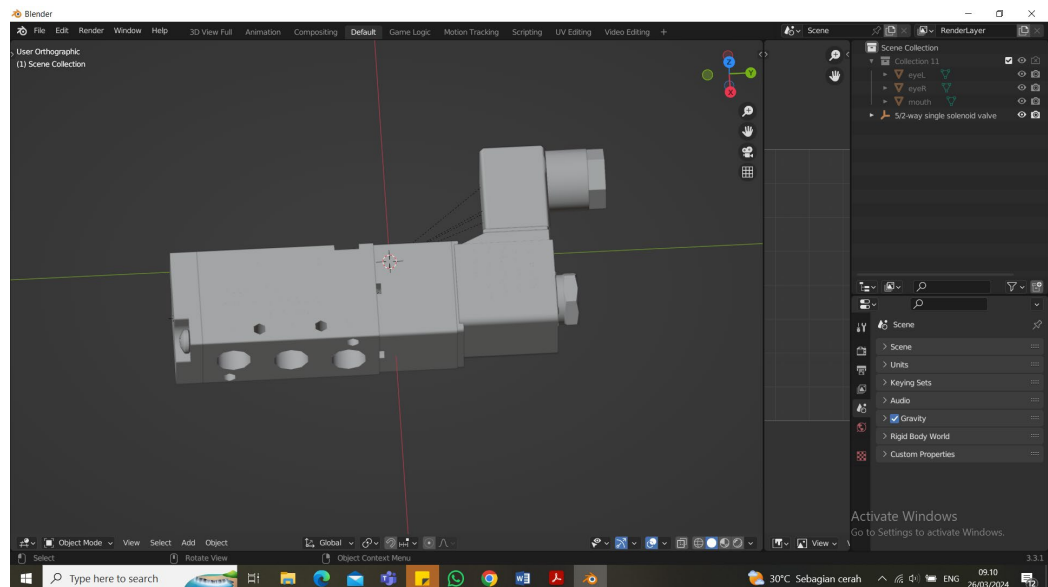 Blender
File Edit Render Window Help 3D View Full Animation Compositing Default Game Logic Motion Tracking Scripting UV Editing Video Editing + Scene RenderLayer
User Orthographic
(1) Scene Collection
Z
Y
X
Scene Collection
Collection 11
eyeL
eyeR
mouth
5/2-way single solenoid valve
Scene
Scene
Units
Keying Sets
Audio
Gravity
Rigid Body World
Custom Properties
Activate Windows
Go to Settings to activate Windows.
Object Mode View Select Add Object Global View
Select Rotate View Object Context Menu 3.3.1
Type here to search 30°C Sebagian cerah ENG 09.10
26/03/2024